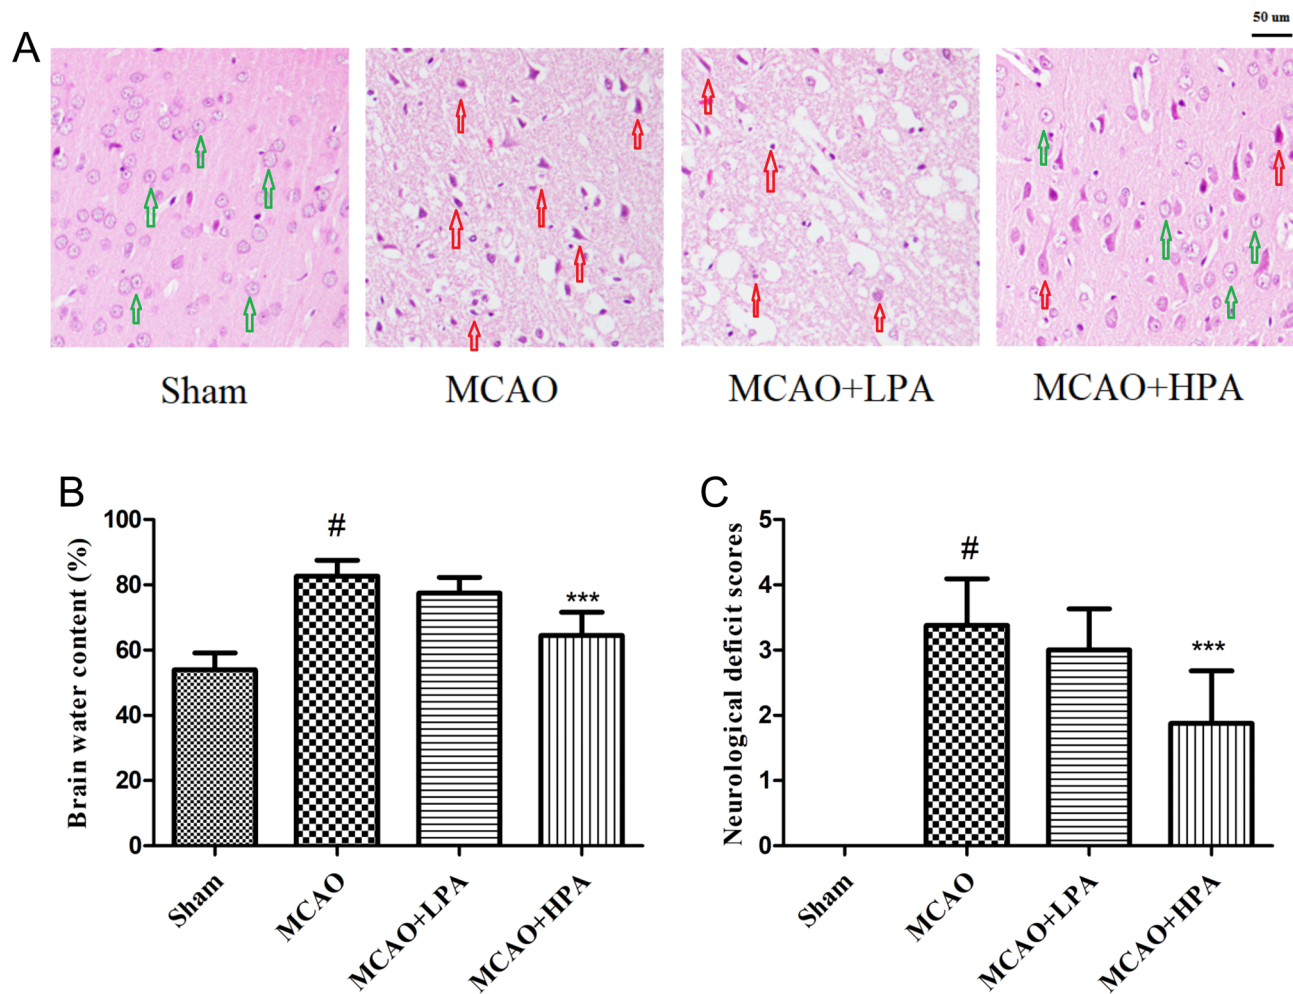 50 um
A
Sham
MCAO
MCAO+LPA
MCAO+HPA
B
Brain water content (%)
100
80
60
40
20
0
#
***
Sham
MCAO
MCAO+LPA
MCAO+HPA
C
Neurological deficit scores
5
4
3
2
1
0
#
***
Sham
MCAO
MCAO+LPA
MCAO+HPA